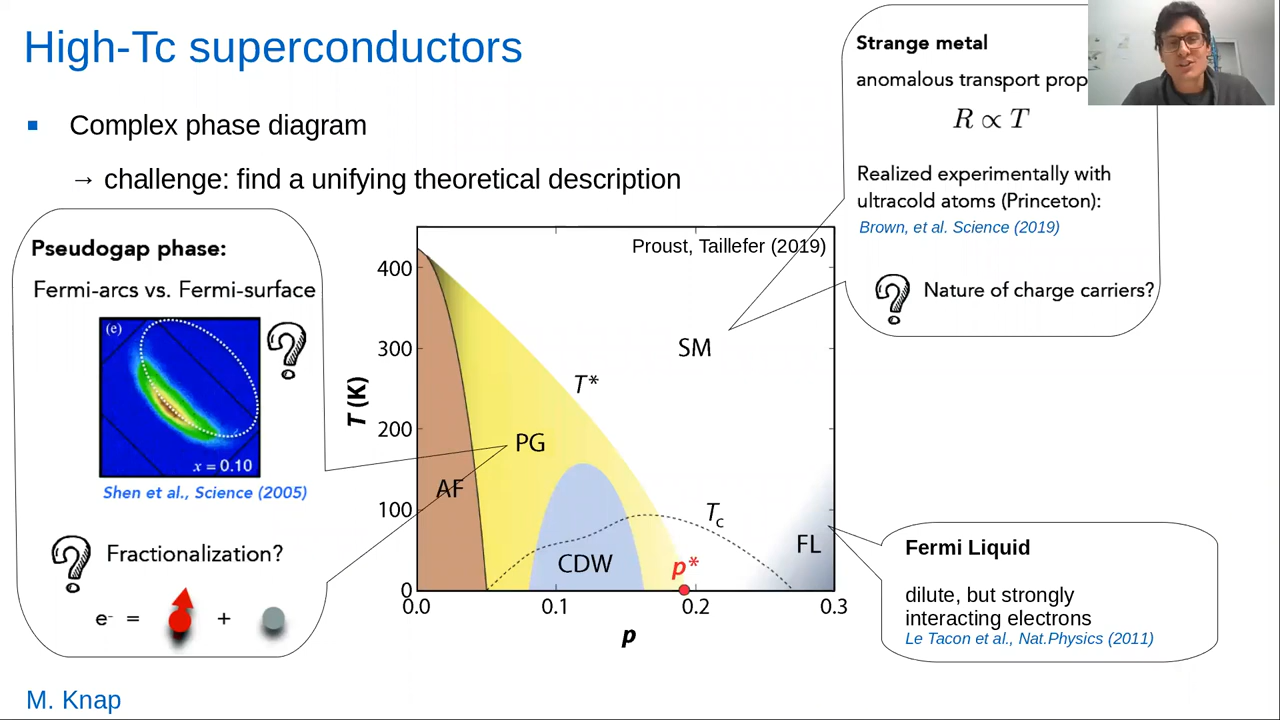 High-Tc superconductors
Complex phase diagram
→ challenge: find a unifying theoretical description
Pseudogap phase:
Fermi-arcs vs. Fermi-surface
(e)
x = 0.10
Shen et al., Science (2005)
Fractionalization?
e⁻ = +
Proust, Taillefer (2019)
400
300
200
100
0
T (K)
SM
T*
PG
AF
Tc
CDW
FL
p*
0.0 0.1 0.2 0.3
p
Strange metal
anomalous transport prop
R ∝ T
Realized experimentally with
ultracold atoms (Princeton):
Brown, et al. Science (2019)
Nature of charge carriers?
Fermi Liquid
dilute, but strongly
interacting electrons
Le Tacon et al., Nat.Physics (2011)
M. Knap